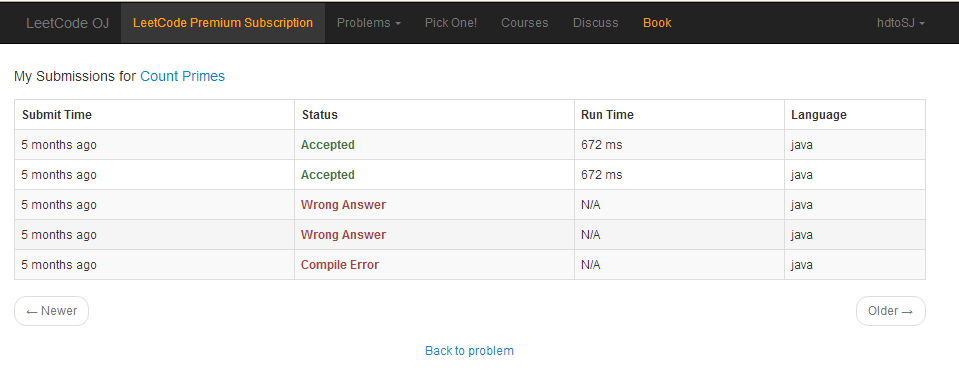 LeetCode OJ LeetCode Premium Subscription Problems Pick One! Courses Discuss Book hdtoSJ
My Submissions for Count Primes
Submit Time Status Run Time Language
5 months ago Accepted 672 ms java
5 months ago Accepted 672 ms java
5 months ago Wrong Answer N/A java
5 months ago Wrong Answer N/A java
5 months ago Compile Error N/A java
← Newer Older →
Back to problem